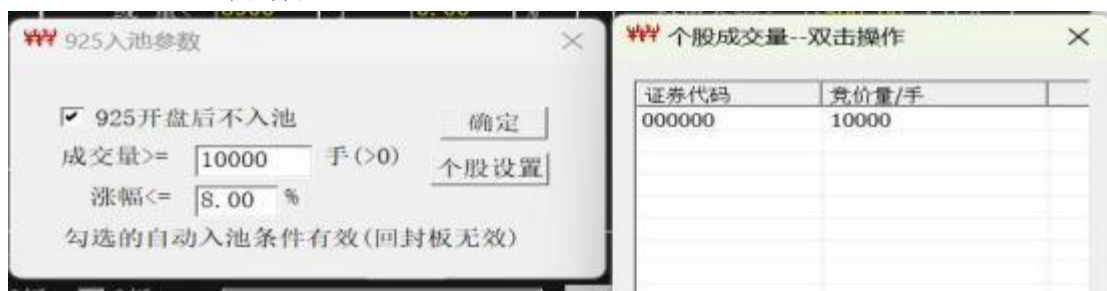 925入池参数
925开盘后不入池
确定
成交量>= 10000 手(>0)
个股设置
涨幅<= 8.00 %
勾选的自动入池条件有效(回封板无效)
个股成交量--双击操作
证券代码 竞价量/手
000000 10000